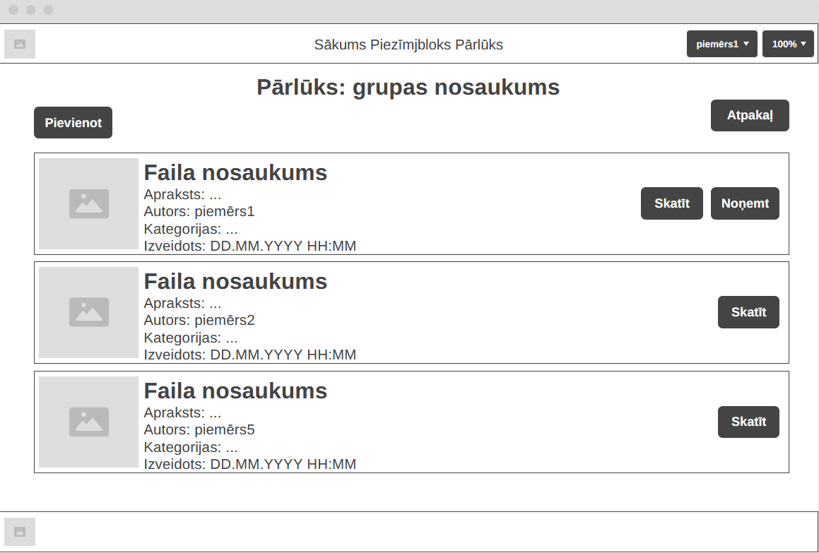 Sākums Piezīmjbloks Pārlūks
piemērs1
100%
Pārlūks: grupas nosaukums
Pievienot
Atpakaļ
Faila nosaukums
Apraksts: ...
Autors: piemērs1
Kategorijas: ...
Izveidots: DD.MM.YYYY HH:MM
Skatīt
Noņemt
Faila nosaukums
Apraksts: ...
Autors: piemērs2
Kategorijas: ...
Izveidots: DD.MM.YYYY HH:MM
Skatīt
Faila nosaukums
Apraksts: ...
Autors: piemērs5
Kategorijas: ...
Izveidots: DD.MM.YYYY HH:MM
Skatīt